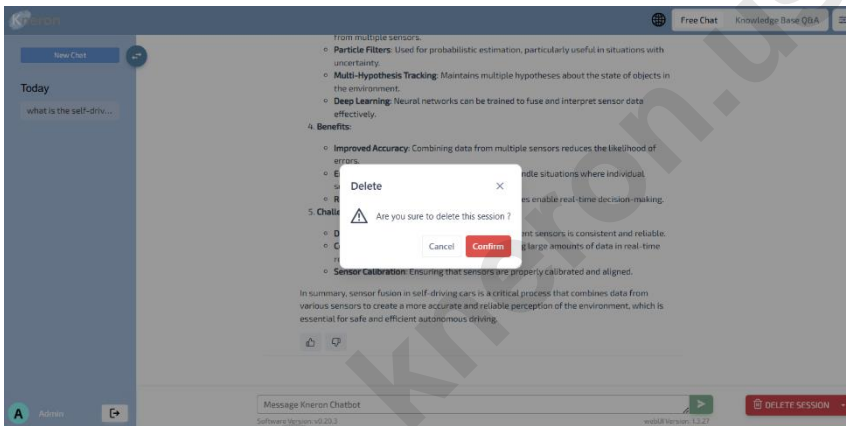 Kneron
Free Chat
Knowledge Base Q&A
New Chat
Today
what is the self-driv...
from multiple sensors.
Particle Filters: Used for probabilistic estimation, particularly useful in situations with
uncertainty.
Multi-Hypothesis Tracking: Maintains multiple hypotheses about the state of objects in
the environment.
Deep Learning: Neural networks can be trained to fuse and interpret sensor data
effectively.
4. Benefits:
Improved Accuracy: Combining data from multiple sensors reduces the likelihood of
errors.
ndle situations where individual
es enable real-time decision-making.
5. Challe
ent sensors is consistent and reliable.
g large amounts of data in real-time
Sensor Calibration: Ensuring that sensors are properly calibrated and aligned.
Delete
Are you sure to delete this session ?
Cancel
Confirm
In summary, sensor fusion in self-driving cars is a critical process that combines data from
various sensors to create a more accurate and reliable perception of the environment, which is
essential for safe and efficient autonomous driving.
A Admin
Message Kneron Chatbot
DELETE SESSION
Software Version: v0.20.3
kneron.us